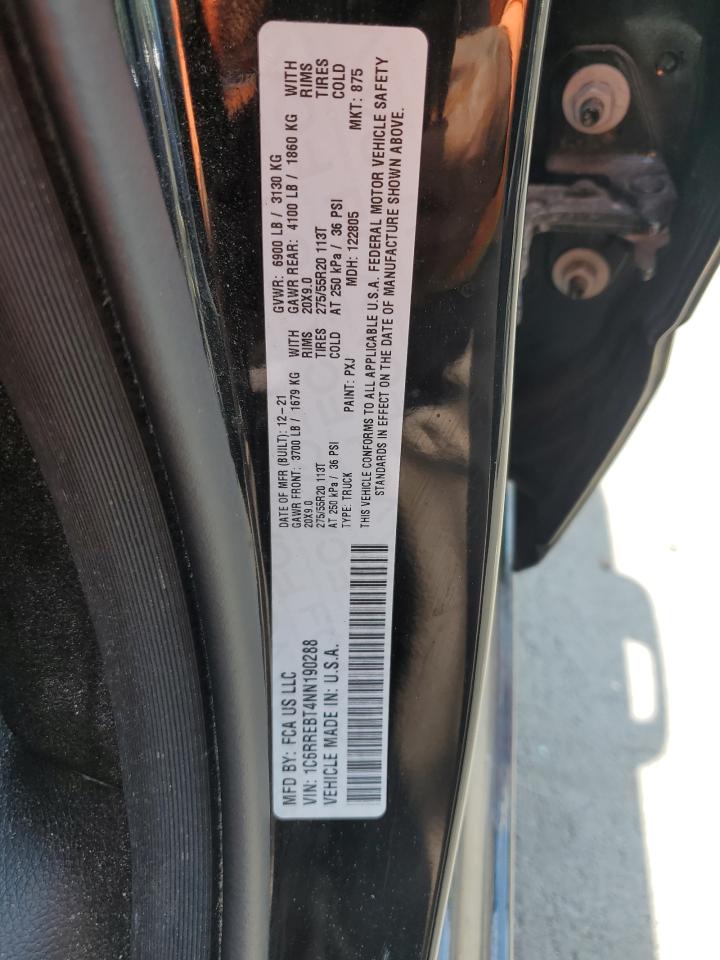 MFD BY: FCA US LLC
VIN: 1C6RREBT4NN190288
VEHICLE MADE IN: U.S.A.
DATE OF MFR (BUILT): 12-21 GVWR: 6900 LB / 3130 KG
GAWR FRONT: 3700 LB / 1679 KG WITH GAWR REAR: 4100 LB / 1860 KG WITH
20X9.0 RIMS 20X9.0 RIMS
275/55R20 113T TIRES 275/55R20 113T TIRES
AT 250 kPa / 36 PSI COLD AT 250 kPa / 36 PSI COLD
TYPE: TRUCK PAINT: PXJ MDH: 122805 MKT: 875
THIS VEHICLE CONFORMS TO ALL APPLICABLE U.S.A. FEDERAL MOTOR VEHICLE SAFETY
STANDARDS IN EFFECT ON THE DATE OF MANUFACTURE SHOWN ABOVE.